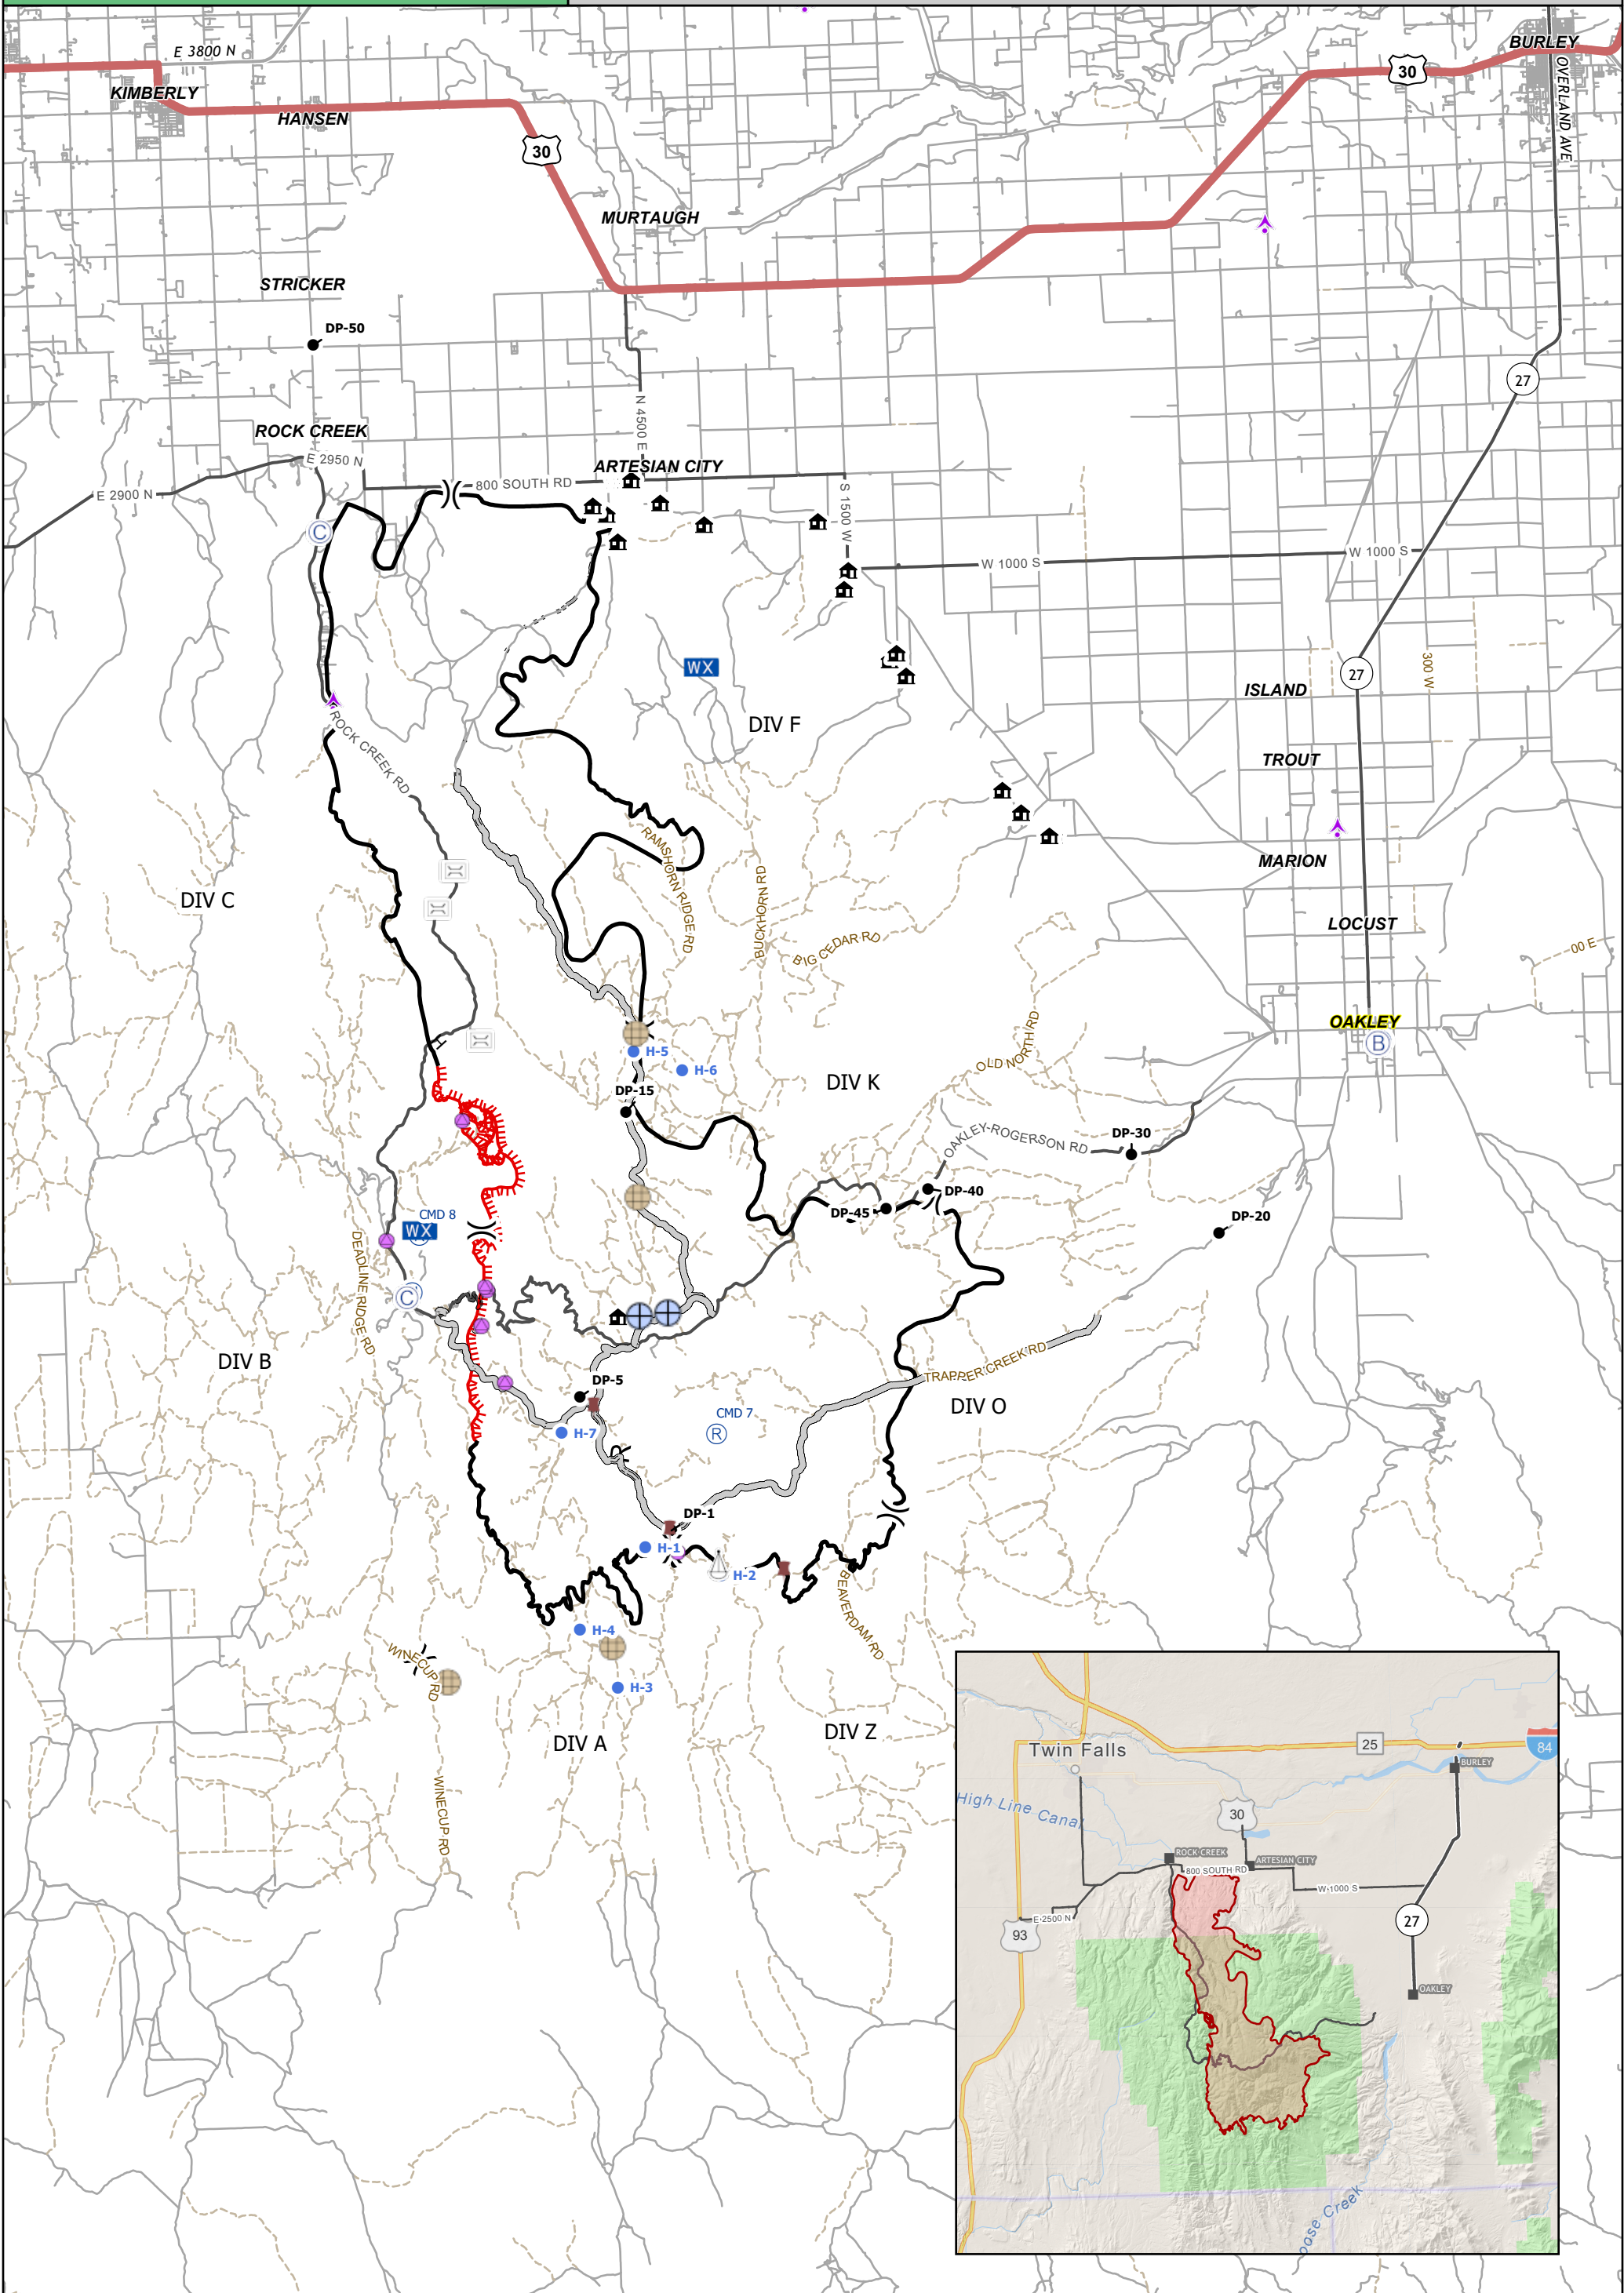 E 3800 N
BURLEY
30
KIMBERLY
HANSEN
OVERLAND AVE
30
MURTAUGH
STRICKER
DP-50
27
N 4500 E
ROCK CREEK
E 2950 N
ARTESIAN CITY
800 SOUTH RD
E 2900 N
S 1500 W
C
W 1000 S
W 1000 S
WX
300 W
27
ISLAND
ROCK CREEK RD
DIV F
TROUT
RAMSHORN RIDGE RD
MARION
DIV C
BUCKHORN RD
LOCUST
BIG CEDAR RD
00 E
OAKLEY
B
H-5
OLD NORTH RD
H-6
DIV K
DP-15
H
OAKLEY-ROGERSON RD
DP-30
DP-40
CMD 8
DP-45
DP-20
WX
DEADLINE RIDGE RD
C
DIV B
TRAPPER CREEK RD
DP-5
DIV O
CMD 7
R
H-7
DP-1
H-1
H-2
BEAVERDAM RD
H-4
WINECUP RD
H-3
DIV Z
DIV A
WINECUP RD
Twin Falls
25
84
BURLEY
High Line Canal
30
ROCK CREEK
ARTESIAN CITY
800 SOUTH RD
W 1000 S
E 2500 N
27
93
OAKLEY
oose Creek